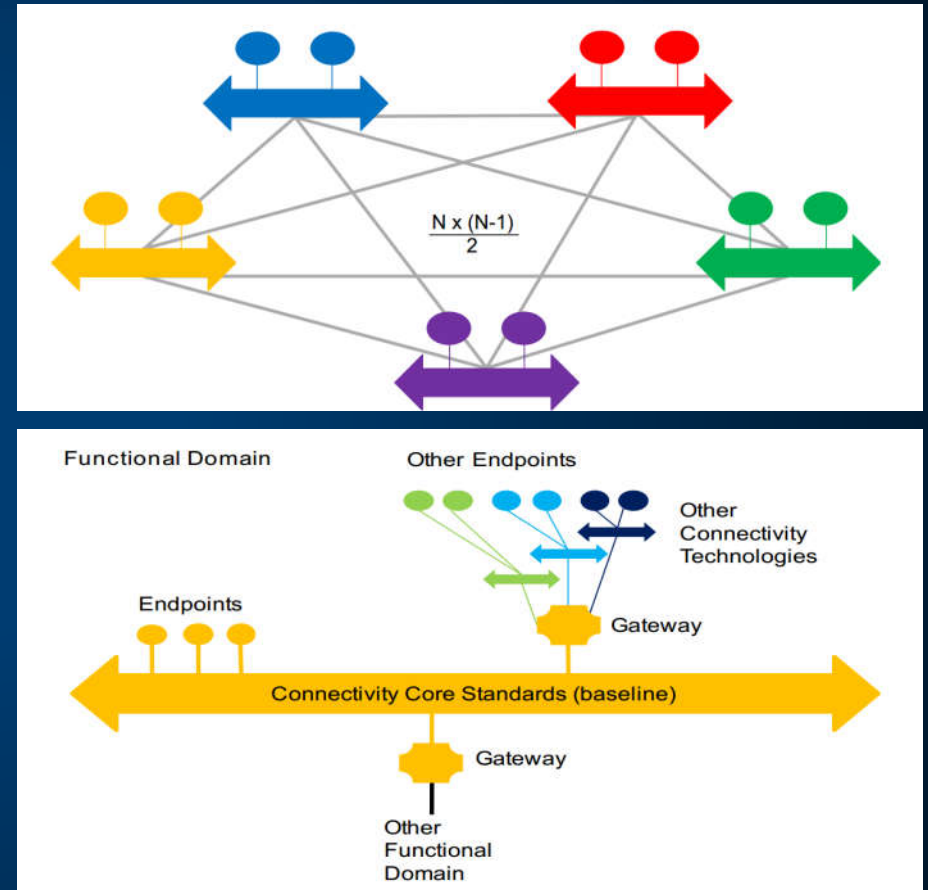 N x (N-1)
2
Functional Domain
Other Endpoints
Other
Connectivity
Technologies
Endpoints
Gateway
Connectivity Core Standards (baseline)
Gateway
Other
Functional
Domain